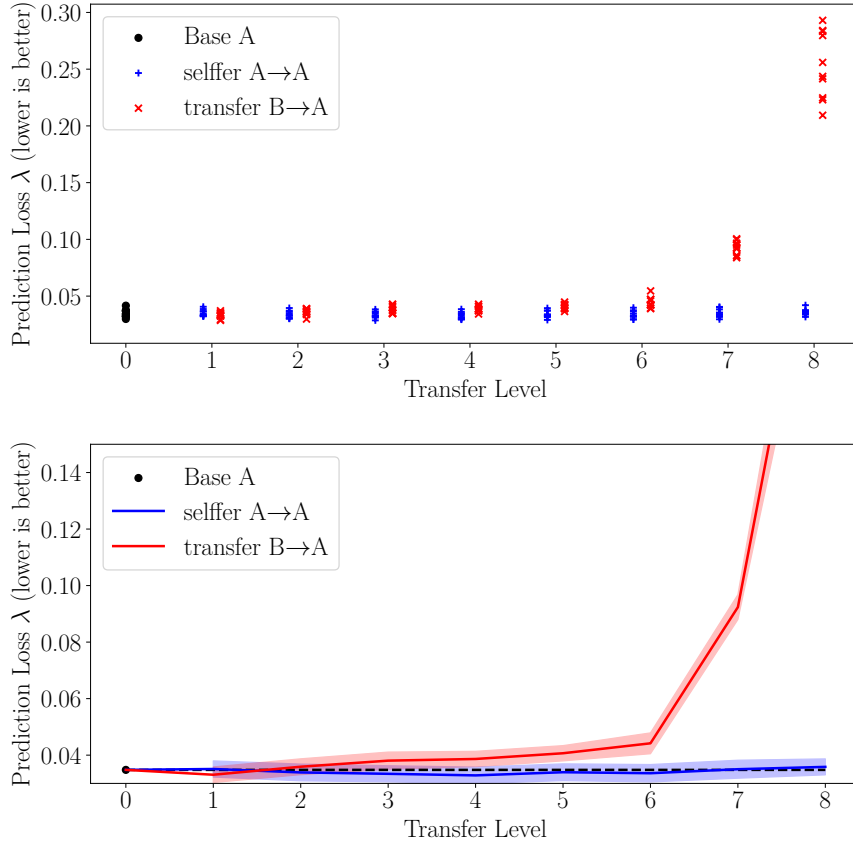 Prediction Loss λ (lower is better)
0.30
0.25
0.20
0.15
0.10
0.05
Base A
selffer A→A
transfer B→A
0 1 2 3 4 5 6 7 8
Transfer Level
Prediction Loss λ (lower is better)
0.14
0.12
0.10
0.08
0.06
0.04
Base A
selffer A→A
transfer B→A
0 1 2 3 4 5 6 7 8
Transfer Level